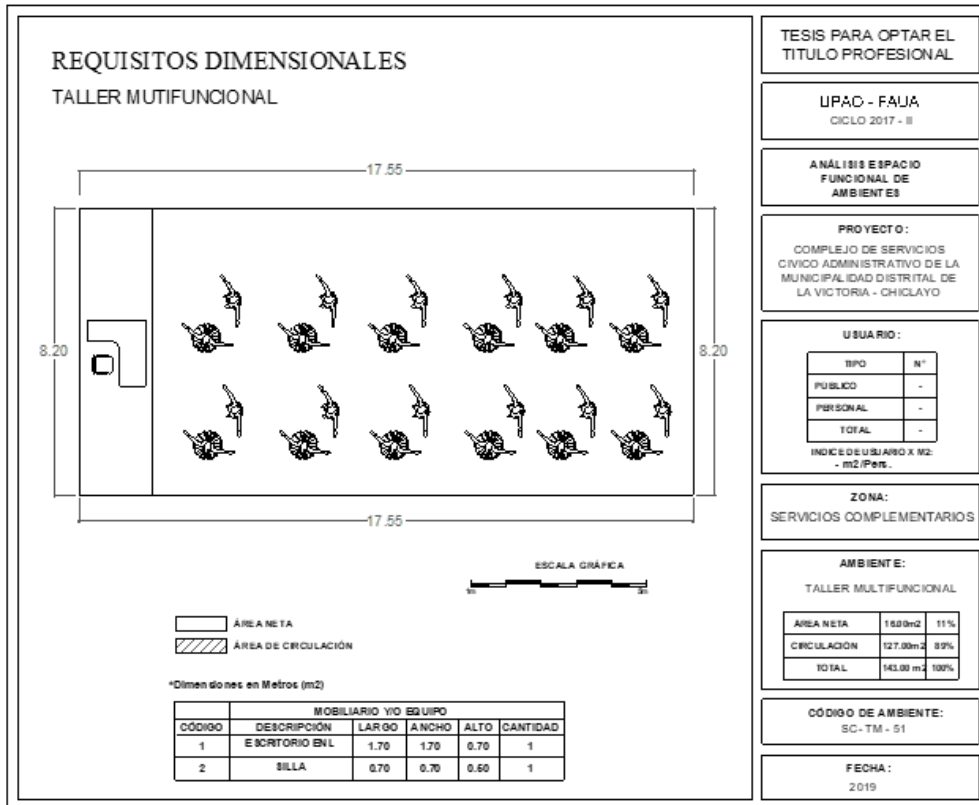 REQUISITOS DIMENSIONALES
TALLER MUTIFUNCIONAL
17.55
8.20
8.20
17.55
ESCALA GRÁFICA
1m
5m
ÁREA NETA
ÁREA DE CIRCULACIÓN
*Dimensiones en Metros (m2)
MOBILIARIO Y/O EQUIPO
CÓDIGO DESCRIPCIÓN LARGO ANCHO ALTO CANTIDAD
1 ESCRITORIO EN L 1.70 1.70 0.70 1
2 SILLA 0.70 0.70 0.50 1
TESIS PARA OPTAR EL
TITULO PROFESIONAL
UPAO - FAUA
CICLO 2017 - II
ANÁLISIS ESPACIO
FUNCIONAL DE
AMBIENTES
PROYECTO:
COMPLEJO DE SERVICIOS
CIVICO ADMINISTRATIVO DE LA
MUNICIPALIDAD DISTRITAL DE
LA VICTORIA - CHICLAYO
USUARIO:
TIPO N°
PÚBLICO -
PERSONAL -
TOTAL -
INDICE DE USUARIO X M2:
- m2/Pers.
ZONA:
SERVICIOS COMPLEMENTARIOS
AMBIENTE:
TALLER MULTIFUNCIONAL
AREA NETA 16.00m2 11%
CIRCULACIÓN 127.00m2 89%
TOTAL 143.00 m2 100%
CÓDIGO DE AMBIENTE:
SC- TM - 51
FECHA:
2019